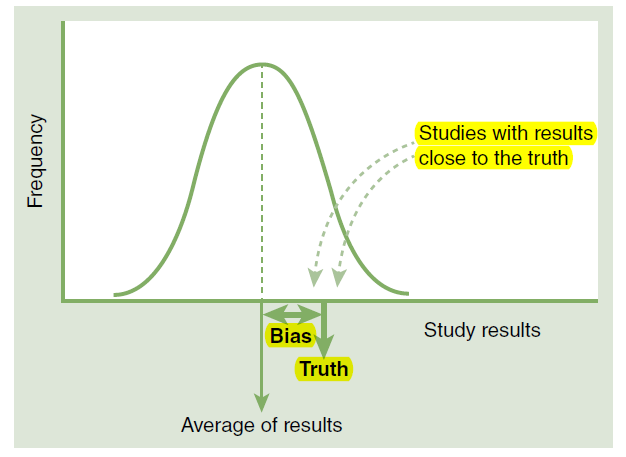 Frequency
Studies with results
close to the truth
Bias
Study results
Truth
Average of results